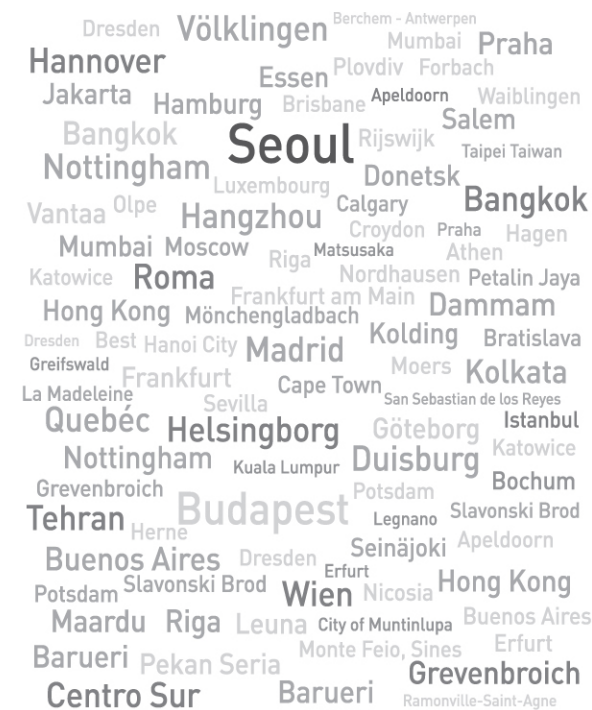 Dresden Völklingen Berchem - Antwerpen
Mumbai Praha
Hannover Essen Plovdiv Forbach
Jakarta Hamburg Brisbane Apeldoorn Waiblingen
Bangkok Seoul Rijswijk Salem
Taipei Taiwan
Nottingham Luxembourg Donetsk
Vantaa Olpe Hangzhou Calgary Bangkok
Croydon Praha Hagen
Mumbai Moscow Riga Matsusaka Athen
Katowice Roma Nordhausen Petalin Jaya
Frankfurt am Main
Hong Kong Mönchengladbach Dammam
Dresden Best Hanoi City Madrid Kolding Bratislava
Greifswald Frankfurt Cape Town Moers Kolkata
La Madeleine Sevilla San Sebastian de los Reyes
Quebéc Helsingborg Göteborg Istanbul
Nottingham Kuala Lumpur Duisburg Katowice
Grevenbroich Budapest Potsdam Bochum
Tehran Herne Legnano Slavonski Brod
Buenos Aires Dresden Seinäjoki Apeldoorn
Erfurt
Potsdam Slavonski Brod Wien Nicosia Hong Kong
Maardu Riga Leuna City of Muntinlupa Buenos Aires
Barueri Pekan Seria Monte Feio, Sines Erfurt
Grevenbroich
Centro Sur Barueri Ramonville-Saint-Agne